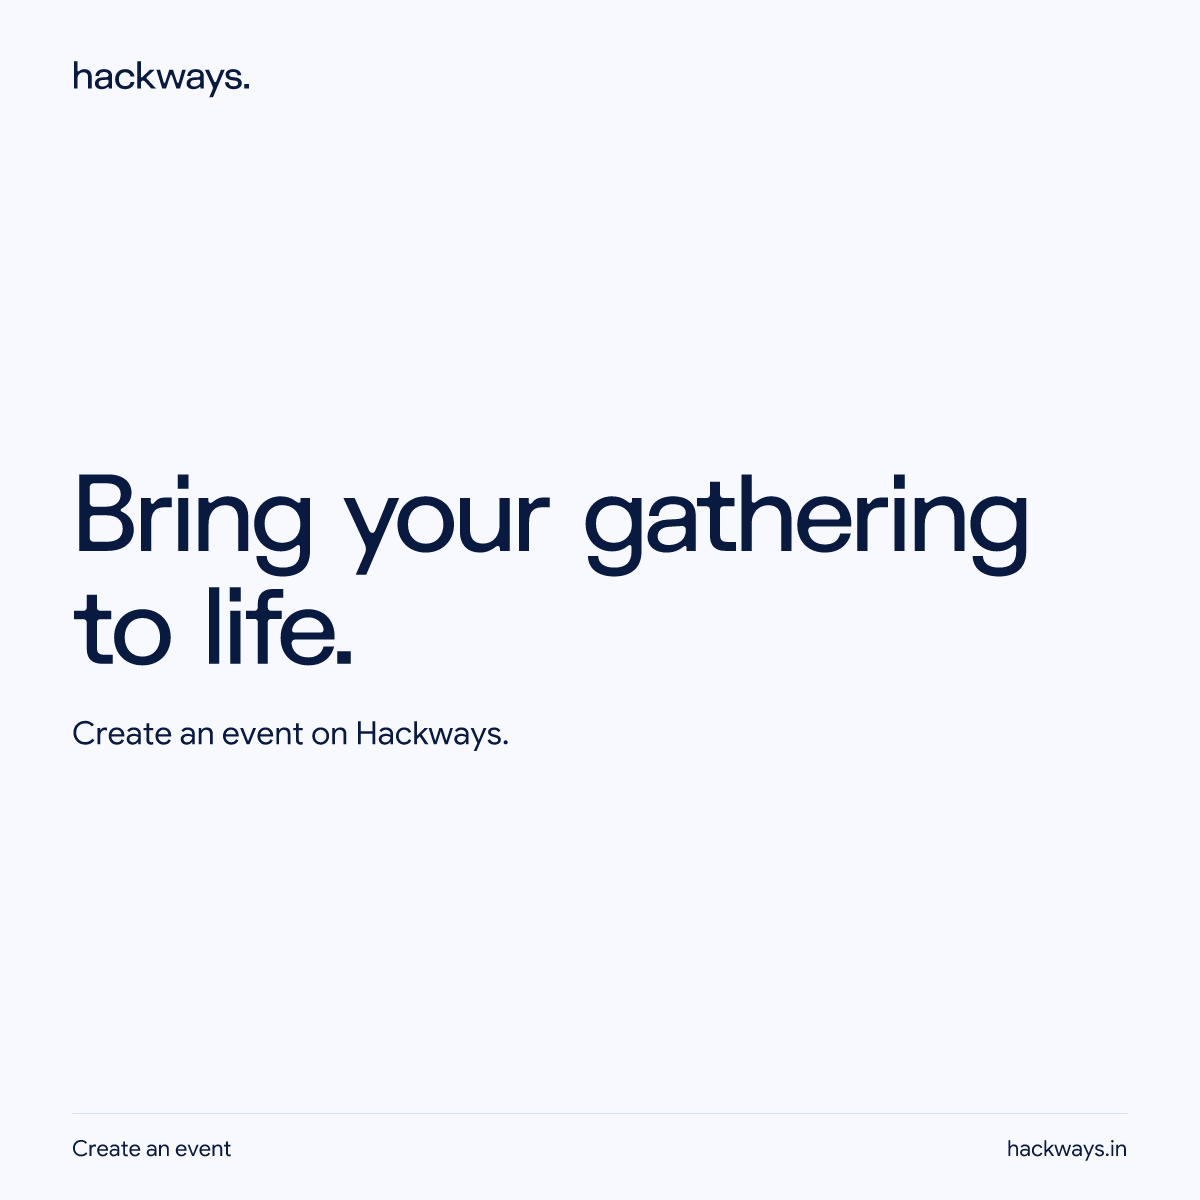 hackways.
Bring your gathering
to life.
Create an event on Hackways.
Create an event
hackways.in